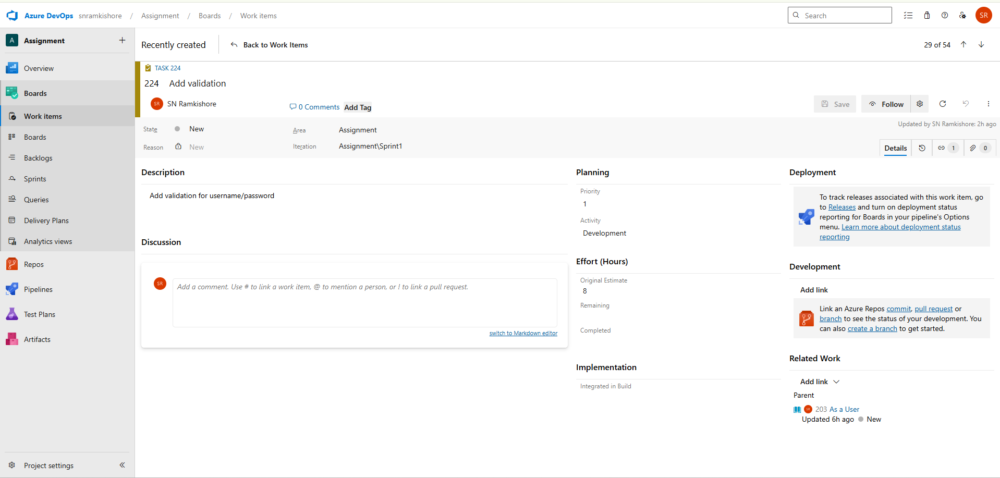 Azure DevOps snramkishore / Assignment / Boards / Work items
Search
SR
A Assignment
Overview
Boards
Work items
Boards
Backlogs
Sprints
Queries
Delivery Plans
Analytics views
Repos
Pipelines
Test Plans
Artifacts
Project settings
Recently created
Back to Work Items
29 of 54
TASK 224
224 Add validation
SR SN Ramkishore
0 Comments
Add Tag
Save
Follow
State New
Area Assignment
Updated by SN Ramkishore: 2h ago
Reason New
Iteration Assignment\Sprint1
Details
1
0
Description
Add validation for username/password
Discussion
SR
Add a comment. Use # to link a work item, @ to mention a person, or ! to link a pull request.
switch to Markdown editor
Planning
Priority
1
Activity
Development
Effort (Hours)
Original Estimate
8
Remaining
Completed
Implementation
Integrated in Build
Deployment
To track releases associated with this work item, go
to Releases and turn on deployment status
reporting for Boards in your pipeline's Options
menu. Learn more about deployment status
reporting
Development
Add link
Link an Azure Repos commit, pull request or
branch to see the status of your development. You
can also create a branch to get started.
Related Work
Add link
Parent
SR 203 As a User
Updated 6h ago New